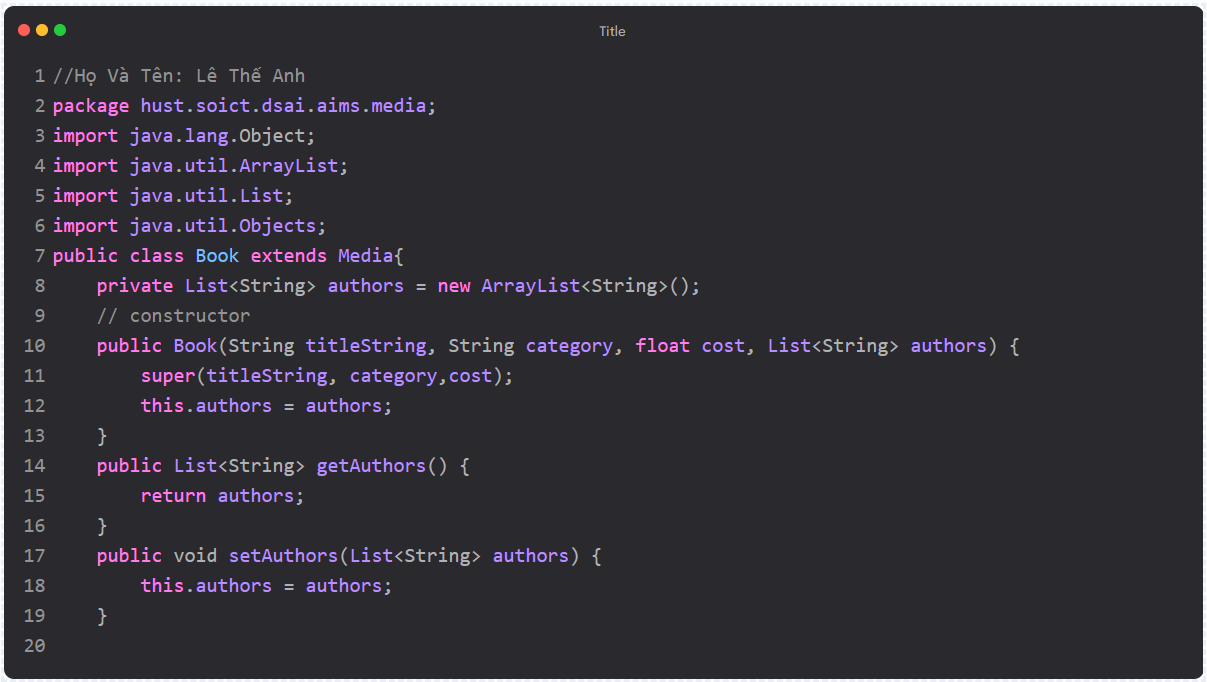 Title
1 //Họ Và Tên: Lê Thế Anh
2 package hust.soict.dsai.aims.media;
3 import java.lang.Object;
4 import java.util.ArrayList;
5 import java.util.List;
6 import java.util.Objects;
7 public class Book extends Media{
8     private List<String> authors = new ArrayList<String>();
9     // constructor
10     public Book(String titleString, String category, float cost, List<String> authors) {
11         super(titleString, category,cost);
12         this.authors = authors;
13     }
14     public List<String> getAuthors() {
15         return authors;
16     }
17     public void setAuthors(List<String> authors) {
18         this.authors = authors;
19     }
20